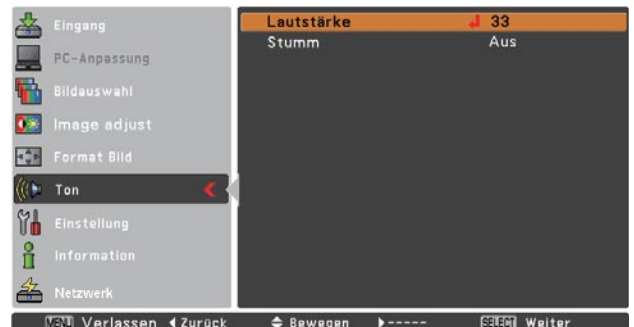 Eingang
PC-Anpassung
Bildauswahl
Image adjust
Format Bild
Ton
Einstellung
Information
Netzwerk
Lautstärke 33
Stumm Aus
MENU Verlassen ◀Zurück ⬍ Bewegen ▶----- SELECT Weiter